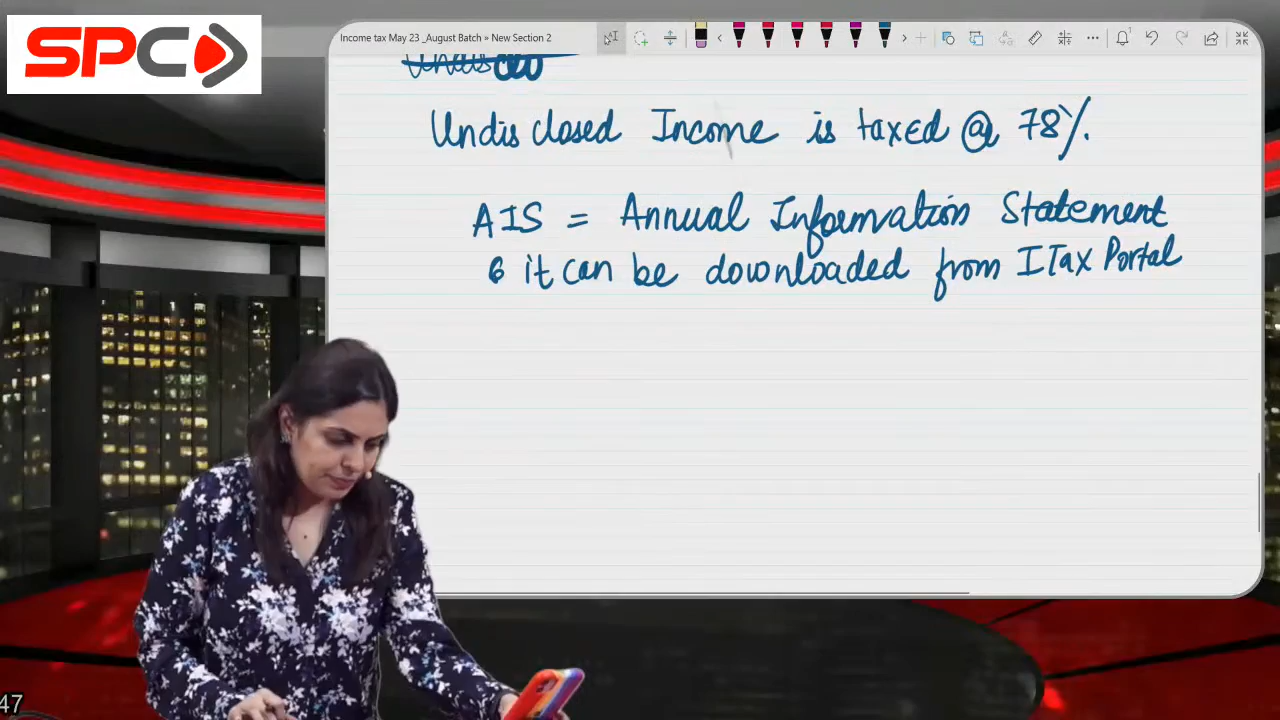 SPC
Income tax May 23 _August Batch » New Section 2
Undisclosed Income is taxed @ 78%.
AIS = Annual Information Statement
it can be downloaded from ITax Portal
47